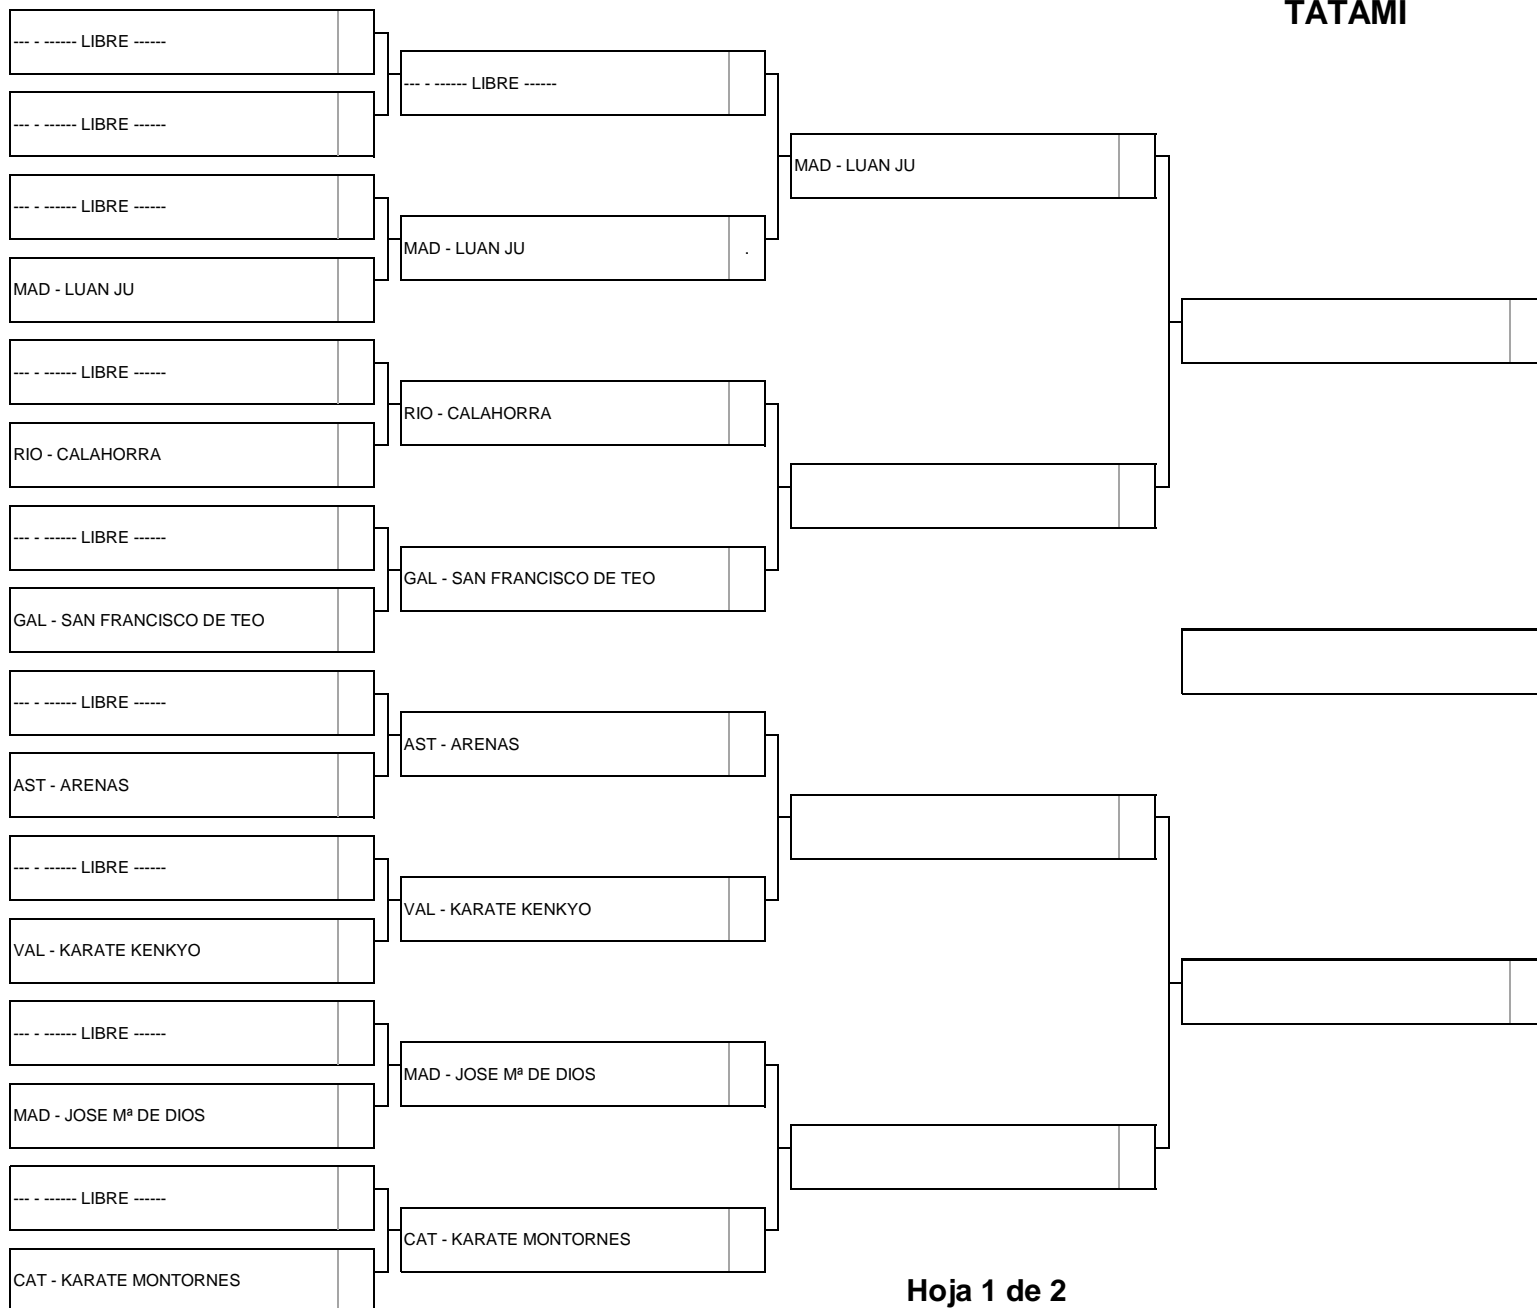 TATAMI
--- - ------ LIBRE ------
--- - ------ LIBRE ------
--- - ------ LIBRE ------
MAD - LUAN JU
--- - ------ LIBRE ------
RIO - CALAHORRA
--- - ------ LIBRE ------
GAL - SAN FRANCISCO DE TEO
--- - ------ LIBRE ------
AST - ARENAS
--- - ------ LIBRE ------
VAL - KARATE KENKYO
--- - ------ LIBRE ------
MAD - JOSE Mª DE DIOS
--- - ------ LIBRE ------
CAT - KARATE MONTORNES
--- - ------ LIBRE ------
MAD - LUAN JU .
RIO - CALAHORRA
GAL - SAN FRANCISCO DE TEO
AST - ARENAS
VAL - KARATE KENKYO
MAD - JOSE Mª DE DIOS
CAT - KARATE MONTORNES
MAD - LUAN JU
Hoja 1 de 2